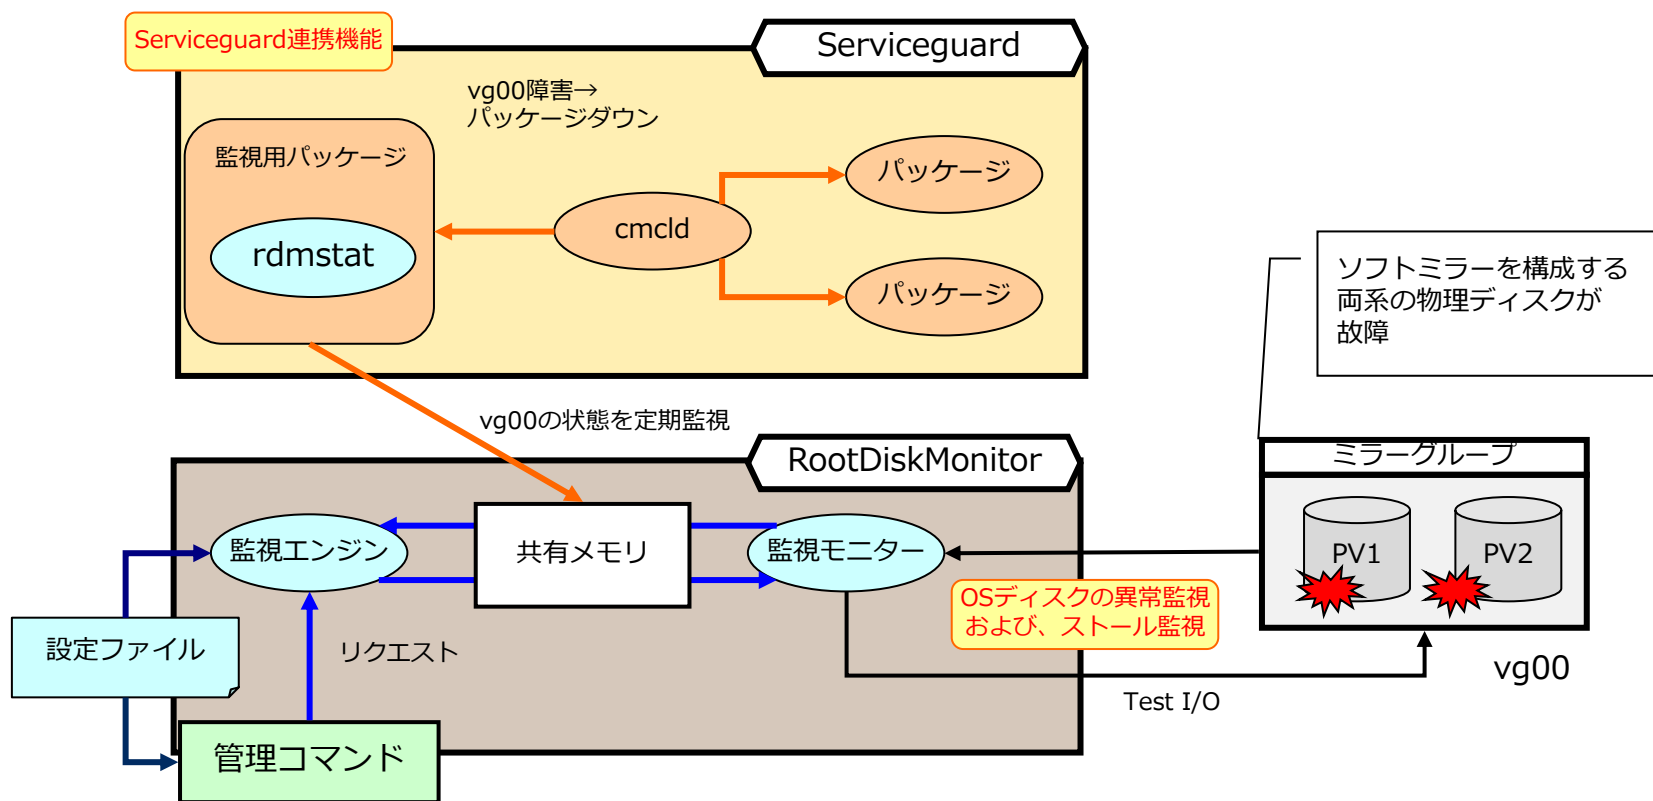 Serviceguard連携機能
Serviceguard
vg00障害→
パッケージダウン
監視用パッケージ
rdmstat
cmcld
パッケージ
パッケージ
ソフトミラーを構成する
両系の物理ディスクが
故障
vg00の状態を定期監視
RootDiskMonitor
ミラーグループ
監視エンジン
共有メモリ
監視モニター
PV1
PV2
OSディスクの異常監視
および、ストール監視
設定ファイル
リクエスト
vg00
Test I/O
管理コマンド